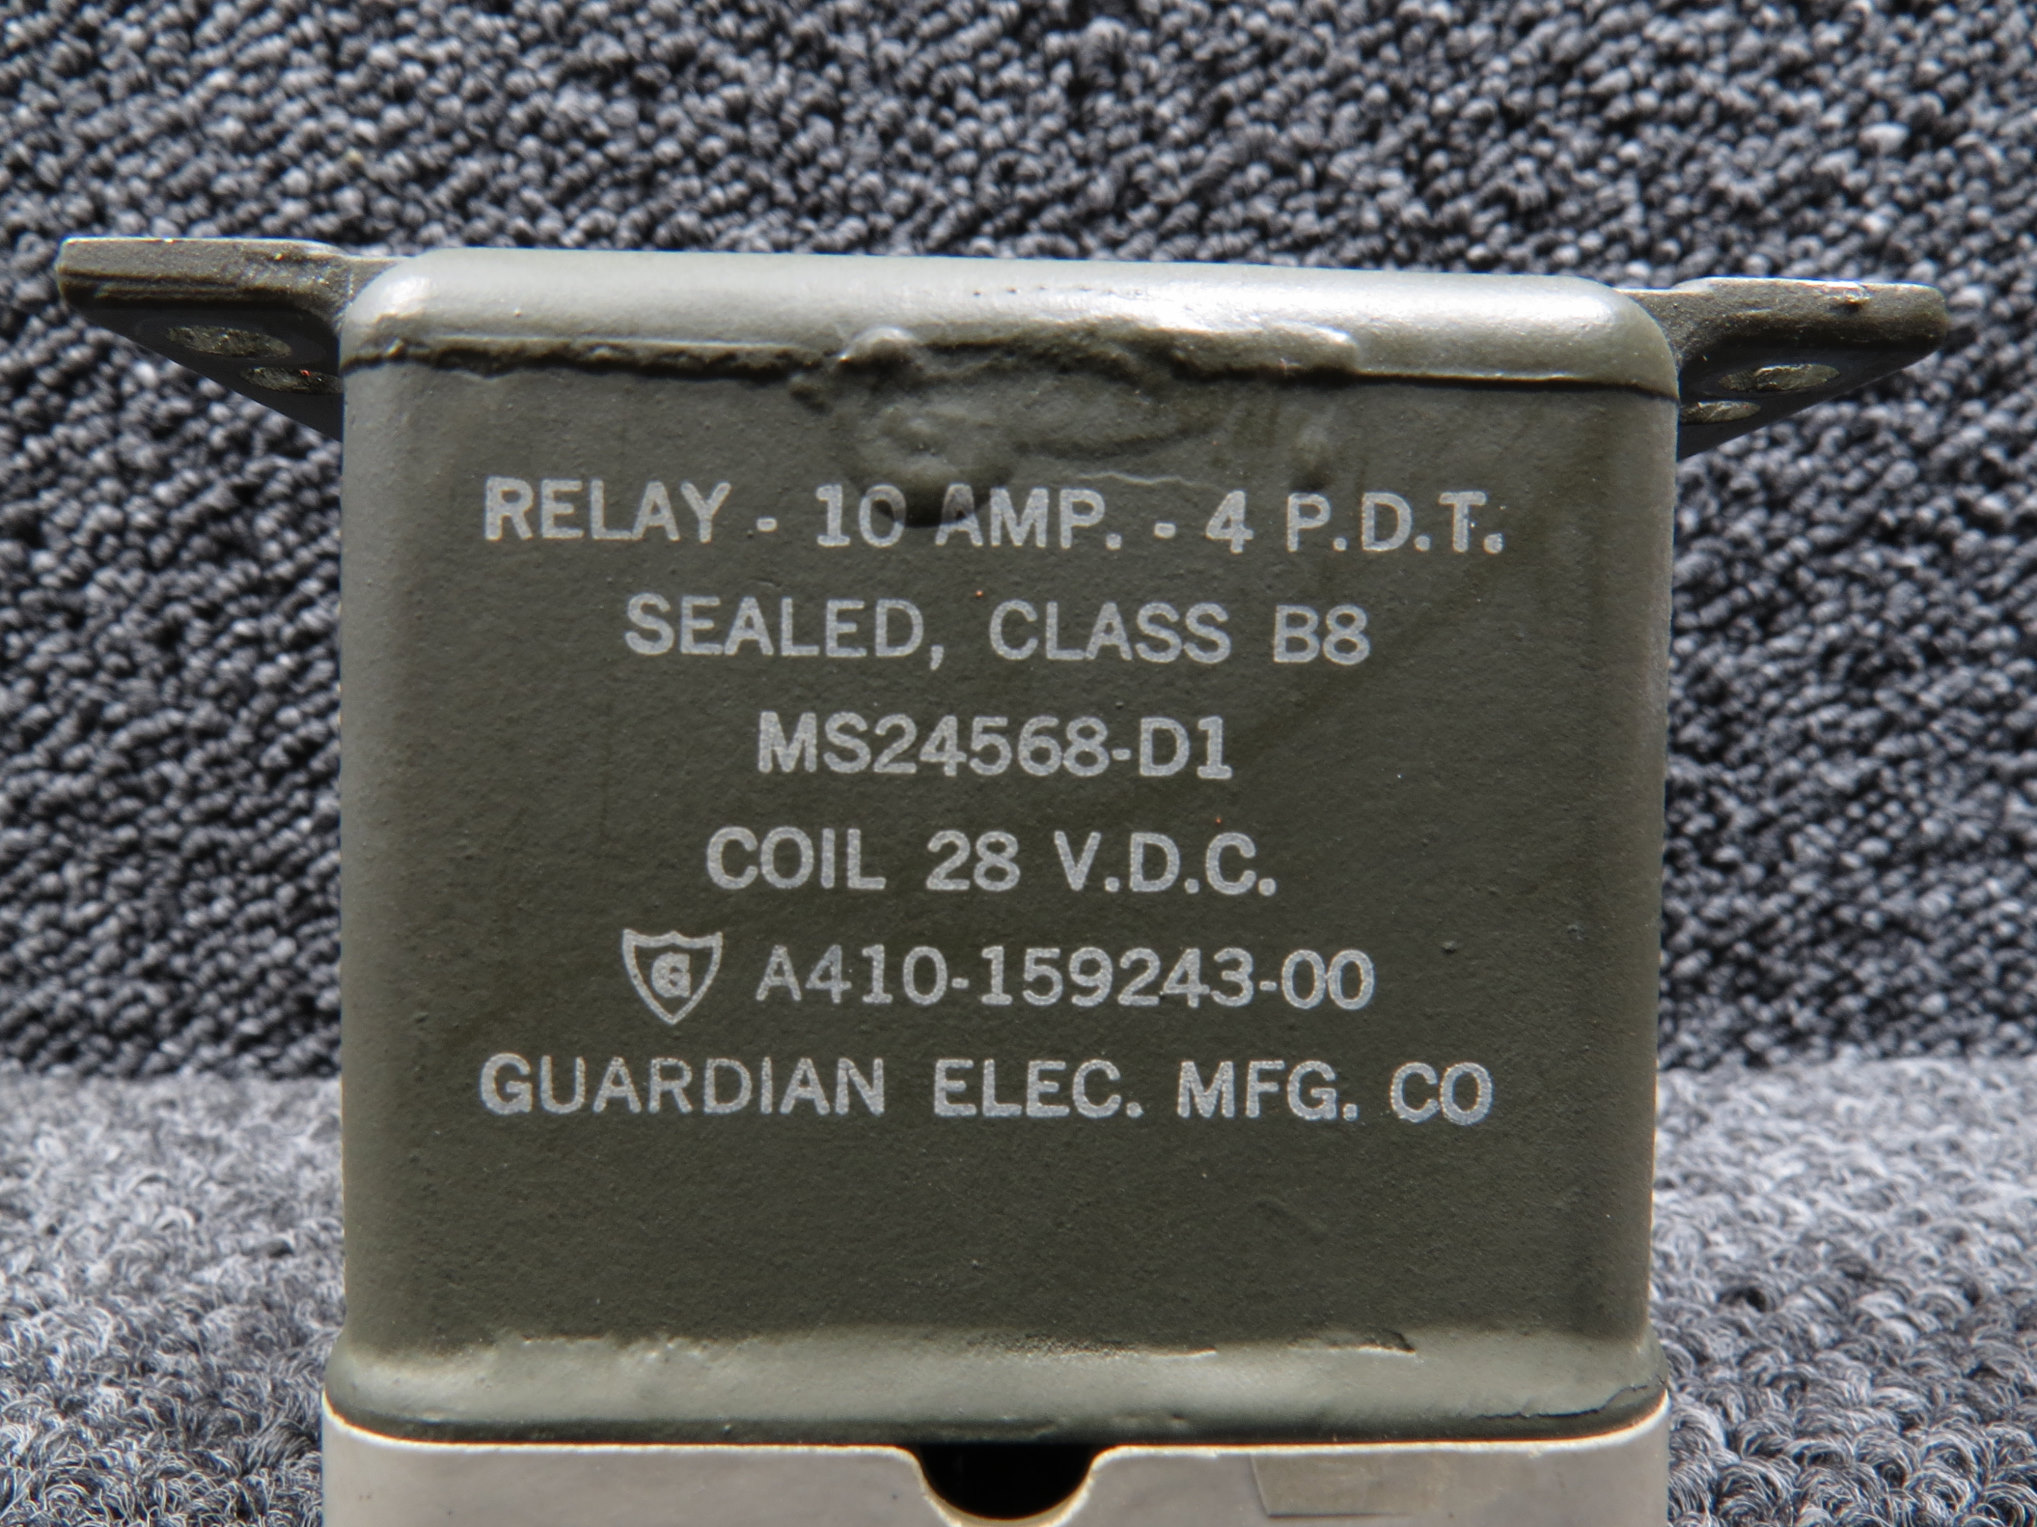 RELAY - 10 AMP. - 4 P.D.T.
SEALED, CLASS B8
MS24568-D1
COIL 28 V.D.C.
G A410-159243-00
GUARDIAN ELEC. MFG. CO